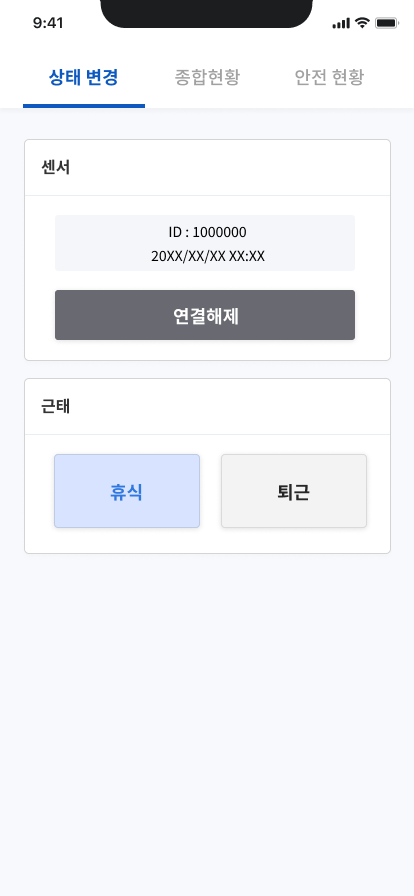 9:41
상태 변경 종합현황 안전 현황
센서
ID : 1000000
20XX/XX/XX XX:XX
연결해제
근태
휴식 퇴근